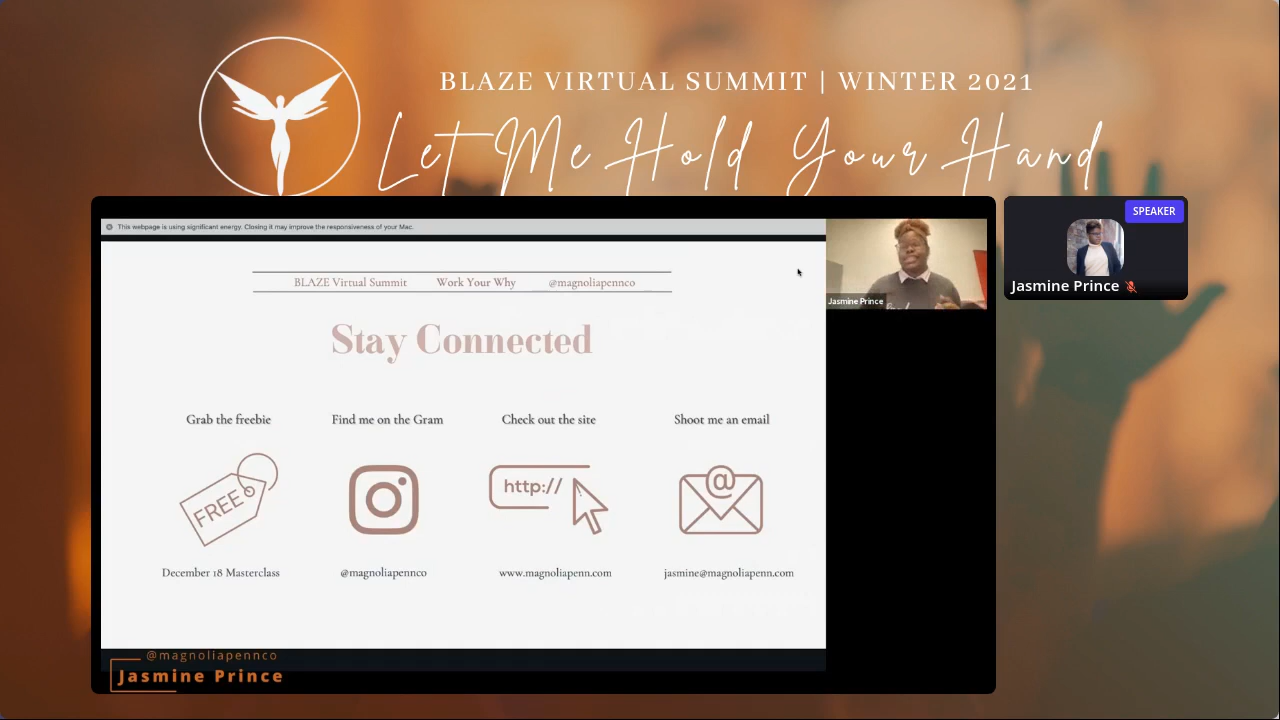 BLAZE VIRTUAL SUMMIT | WINTER 2021
Let Me Hold Your Hand
This webpage is using significant energy. Closing it may improve the responsiveness of your Mac.
BLAZE Virtual Summit Work Your Why @magnoliapennco
Stay Connected
Grab the freebie Find me on the Gram Check out the site Shoot me an email
FREE http:// @
December 18 Masterclass @magnoliapennco www.magnoliapenn.com jasmine@magnoliapenn.com
Jasmine Prince
SPEAKER
Jasmine Prince
@magnoliapennco
Jasmine Prince